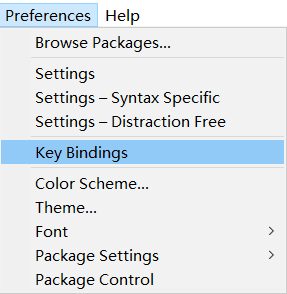 Preferences Help
Browse Packages...
Settings
Settings – Syntax Specific
Settings – Distraction Free
Key Bindings
Color Scheme...
Theme...
Font
Package Settings
Package Control